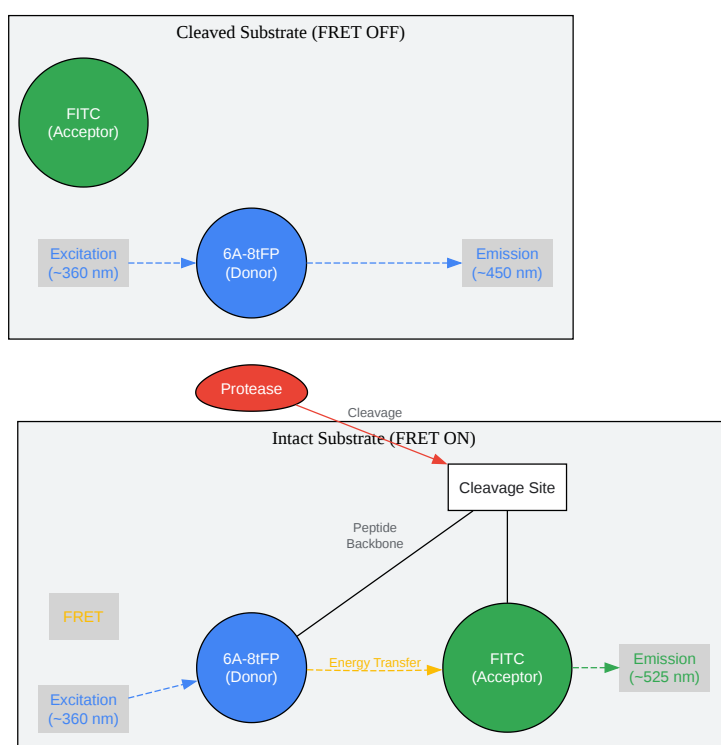 Cleaved Substrate (FRET OFF)
FITC
(Acceptor)
Excitation
(~360 nm)
6A-8tFP
(Donor)
Emission
(~450 nm)
Protease
Cleavage
Intact Substrate (FRET ON)
Cleavage Site
Peptide
Backbone
FRET
6A-8tFP
(Donor)
Energy Transfer
FITC
(Acceptor)
Emission
(~525 nm)
Excitation
(~360 nm)